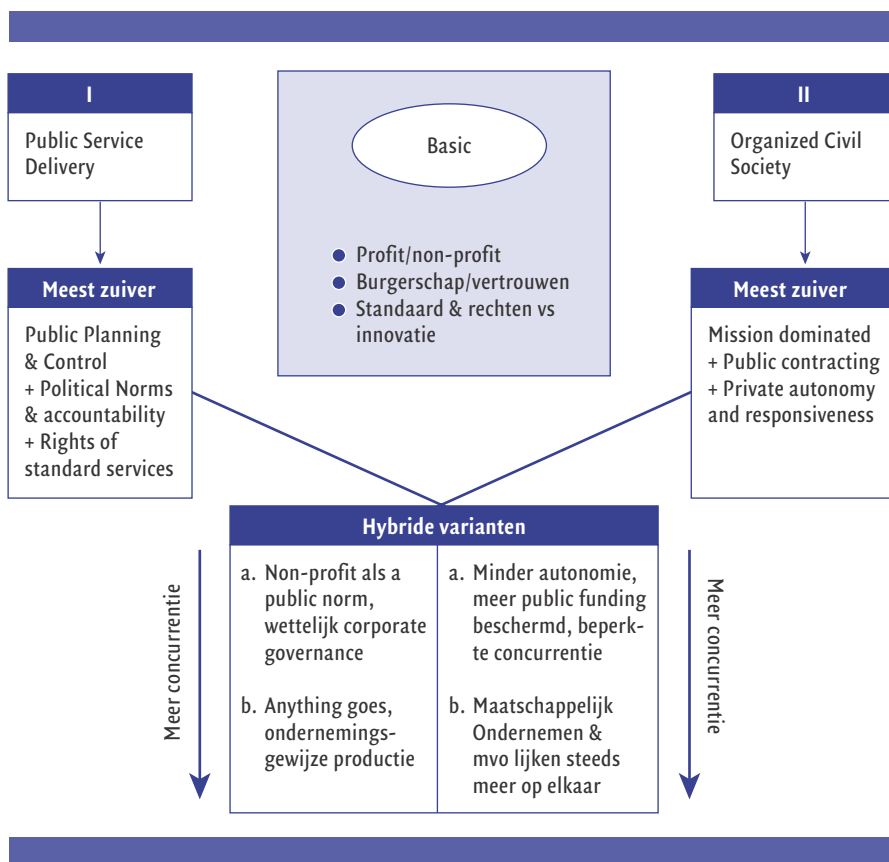 I
Public Service
Delivery
Basic
● Profit/non-profit
● Burgerschap/vertrouwen
● Standaard & rechten vs
innovatie
II
Organized Civil
Society
Meest zuiver
Public Planning
& Control
+ Political Norms
& accountability
+ Rights of
standard services
Meest zuiver
Mission dominated
+ Public contracting
+ Private autonomy
and responsiveness
Hybride varianten
Meer concurrentie
a. Non-profit als a
public norm,
wettelijk corporate
governance
b. Anything goes,
ondernemings-
gewijze productie
a. Minder autonomie,
meer public funding
beschermd, beperk-
te concurrentie
b. Maatschappelijk
Ondernemen &
mvo lijken steeds
meer op elkaar
Meer concurrentie